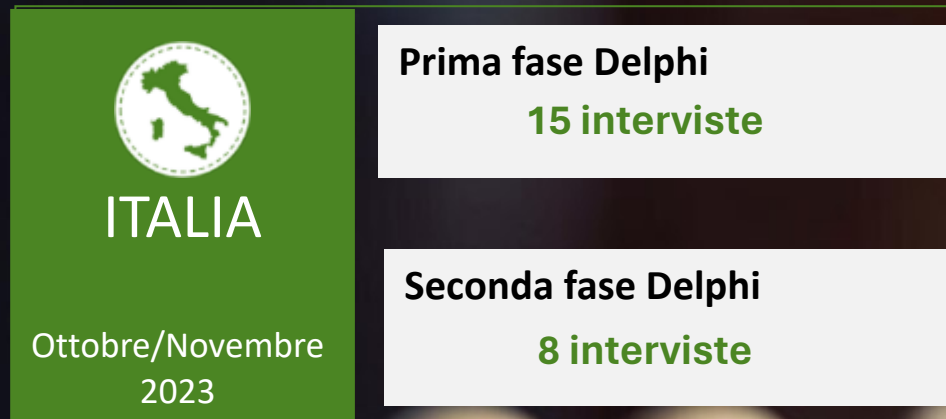 ITALIA
Ottobre/Novembre
2023
Prima fase Delphi
15 interviste
Seconda fase Delphi
8 interviste